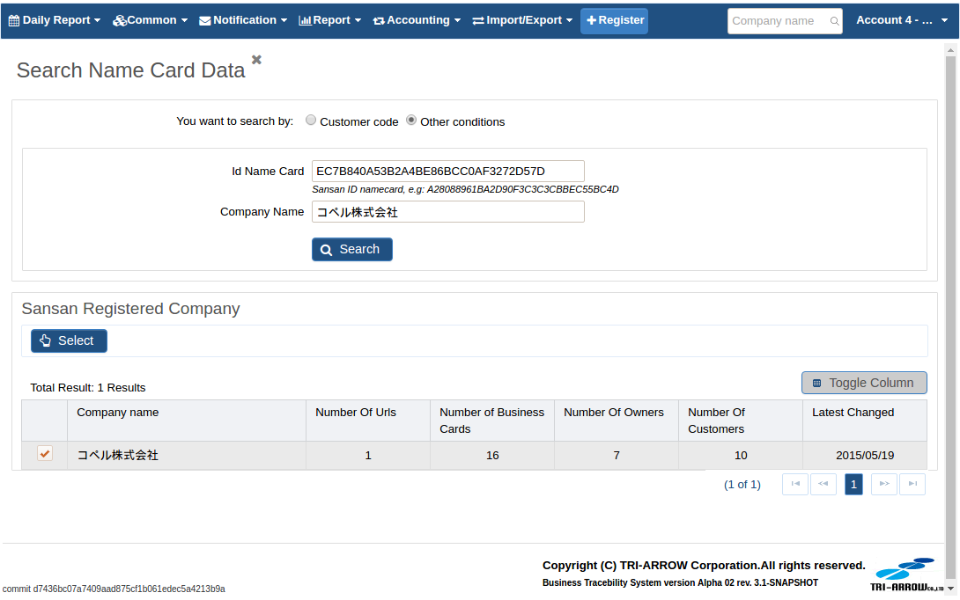 Daily Report Common Notification Report Accounting Import/Export Register Company name Account 4 - ...
Search Name Card Data
You want to search by: Customer code Other conditions
Id Name Card EC7B840A53B2A4BE86BCC0AF3272D57D
Sansan ID namecard, e.g: A28088961BA2D90F3C3C3CBBEC55BC4D
Company Name コベル株式会社
Search
Sansan Registered Company
Select
Toggle Column
Total Result: 1 Results
Company name Number Of Urls Number of Business Cards Number Of Owners Number Of Customers Latest Changed
コベル株式会社 1 16 7 10 2015/05/19
(1 of 1) 1
Copyright (C) TRI-ARROW Corporation.All rights reserved.
Business Tracebility System version Alpha 02 rev. 3.1-SNAPSHOT
TRI-ARROW
commit d7436bc07a7409aad875cf1b061edec5a4213b9a